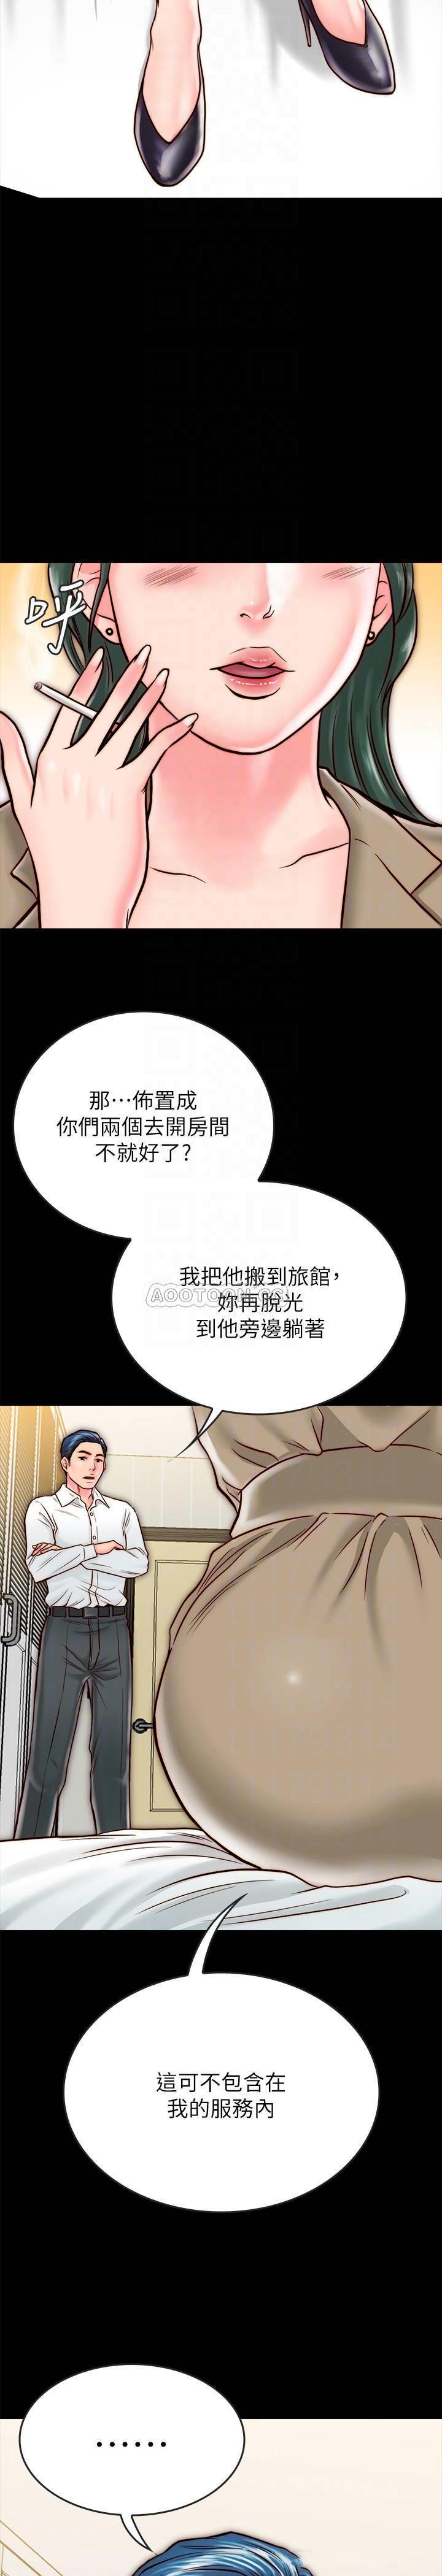 呼
那…佈置成
你們兩個去開房間
不就好了?
我把他搬到旅館,
妳再脫光
到他旁邊躺著
AOOTOON.CC
這可不包含在
我的服務內
......